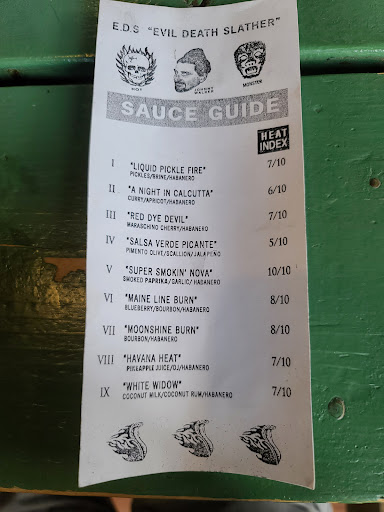 E.D.S "EVIL DEATH SLATHER"
RIOT JOHNNY WALKER MONSTER
SAUCE GUIDE
HEAT
INDEX
I "LIQUID PICKLE FIRE" 7/10
PICKLES/BRINE/HABANERO
II "A NIGHT IN CALCUTTA" 6/10
CURRY/APRICOT/HABANERO
III "RED DYE DEVIL" 7/10
MARASCHINO CHERRY/HABANERO
IV "SALSA VERDE PICANTE" 5/10
PIMENTO OLIVE/SCALLION/JALAPENO
V "SUPER SMOKIN' NOVA" 10/10
SMOKED PAPRIKA/GARLIC/HABANERO
VI "MAINE LINE BURN" 8/10
BLUEBERRY/BOURBON/HABANERO
VII "MOONSHINE BURN" 8/10
BOURBON/HABANERO
VIII "HAVANA HEAT" 7/10
PINEAPPLE JUICE/OJ/HABANERO
IX "WHITE WIDOW" 7/10
COCONUT MILK/COCONUT RUM/HABANERO